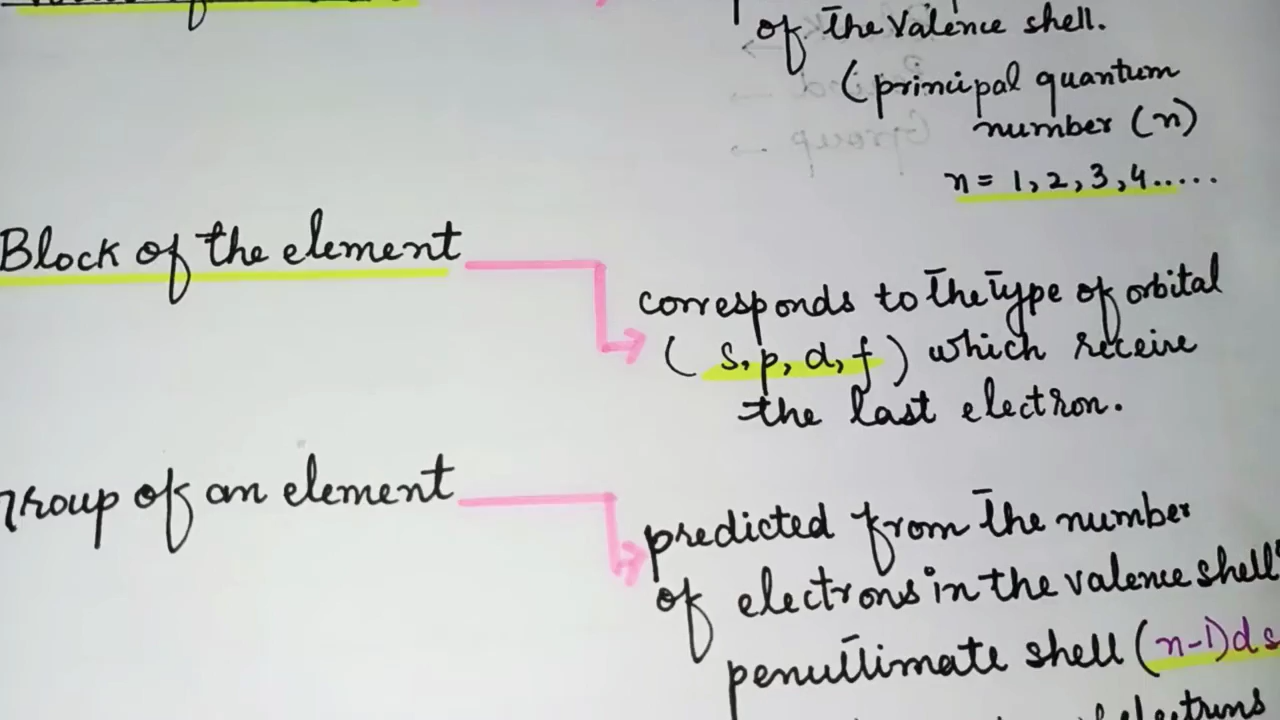 of the valence shell.
(principal quantum
number (n)
n = 1, 2, 3, 4.....
Block of the element
corresponds to the type of orbital
( s, p, d, f ) which receive
the last electron.
group of an element
predicted from the number
of electrons in the valence shell
penultimate shell (n-1)d s